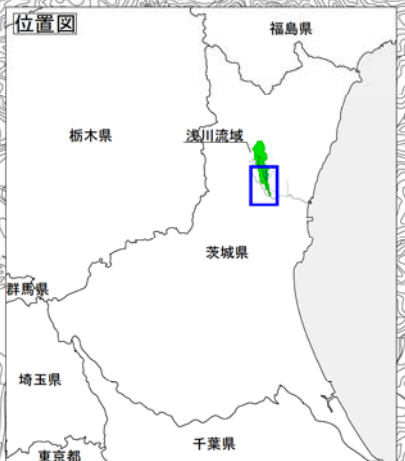 位置図
福島県
栃木県
浅川流域
茨城県
群馬県
埼玉県
千葉県
東京都